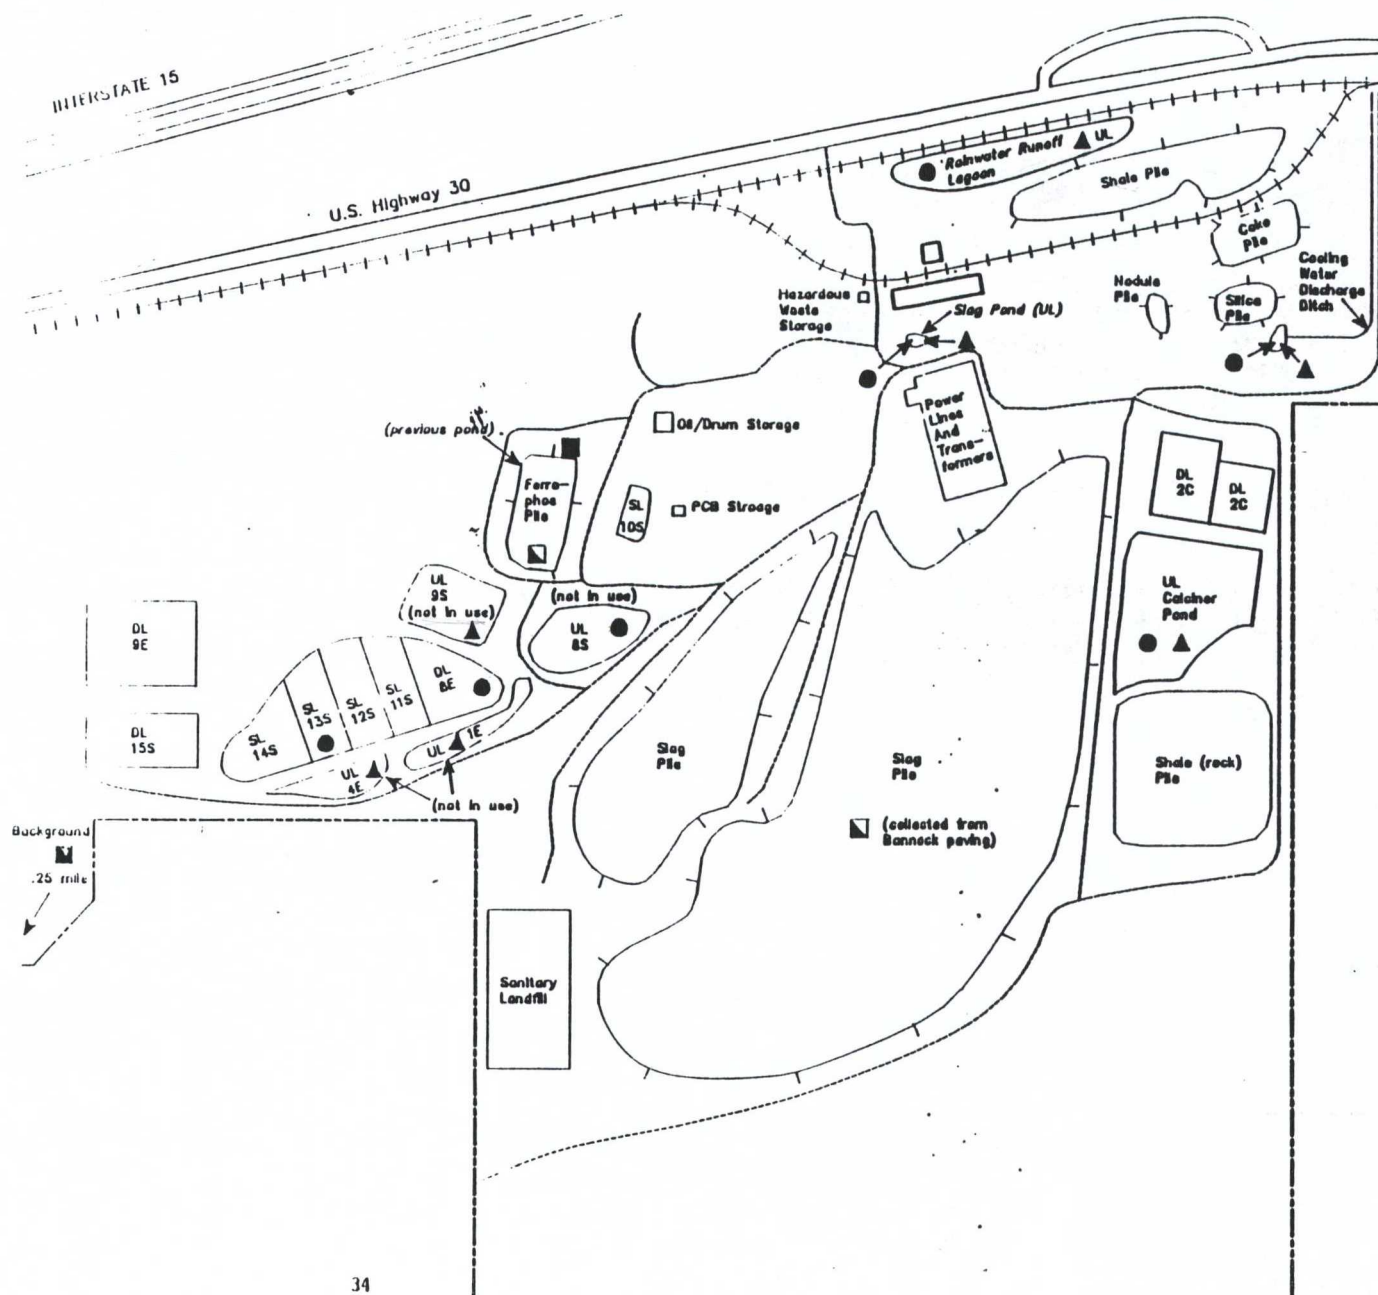 INTERSTATE 15
U.S. Highway 30
Rainwater Runoff
Lagoon
UL
Shale Pile
Coke
Pile
Cooling
Water
Discharge
Ditch
Nodule
Pile
Silica
Pile
Hazardous
Waste
Storage
Slag Pond (UL)
Power
Lines
And
Trans-
formers
(previous pond)
Oil/Drum Storage
Ferro-
phos
Pile
SL
10S
PCB Stroage
DL
2C
DL
2C
UL
9S
(not in use)
(not in use)
UL
8S
UL
Calciner
Pond
DL
9E
DL
8E
SL
11S
SL
12S
SL
13S
SL
14S
DL
15S
UL 1E
UL
4E
(not in use)
Slag
Pile
Slag
Pile
Shale (rock)
Pile
(collected from
Bannock paving)
Background
.25 mile
Sanitary
Landfill
34